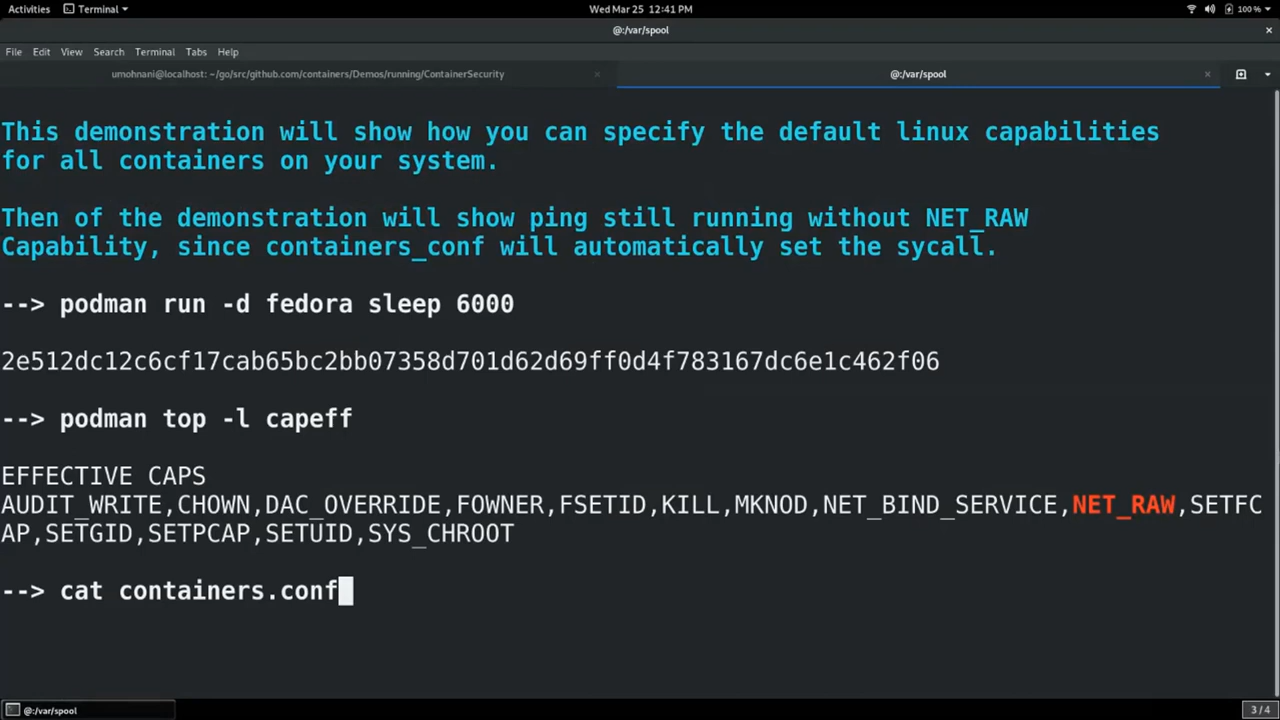 Activities Terminal Wed Mar 25 12:41 PM 100 %
@:/var/spool
File Edit View Search Terminal Tabs Help
umohnani@localhost: ~/go/src/github.com/containers/Demos/running/ContainerSecurity @:/var/spool
This demonstration will show how you can specify the default linux capabilities
for all containers on your system.
Then of the demonstration will show ping still running without NET_RAW
Capability, since containers_conf will automatically set the sycall.
--> podman run -d fedora sleep 6000
2e512dc12c6cf17cab65bc2bb07358d701d62d69ff0d4f783167dc6e1c462f06
--> podman top -l capeff
EFFECTIVE CAPS
AUDIT_WRITE,CHOWN,DAC_OVERRIDE,FOWNER,FSETID,KILL,MKNOD,NET_BIND_SERVICE,NET_RAW,SETFC
AP,SETGID,SETPCAP,SETUID,SYS_CHROOT
--> cat containers.conf
@:/var/spool 3 / 4